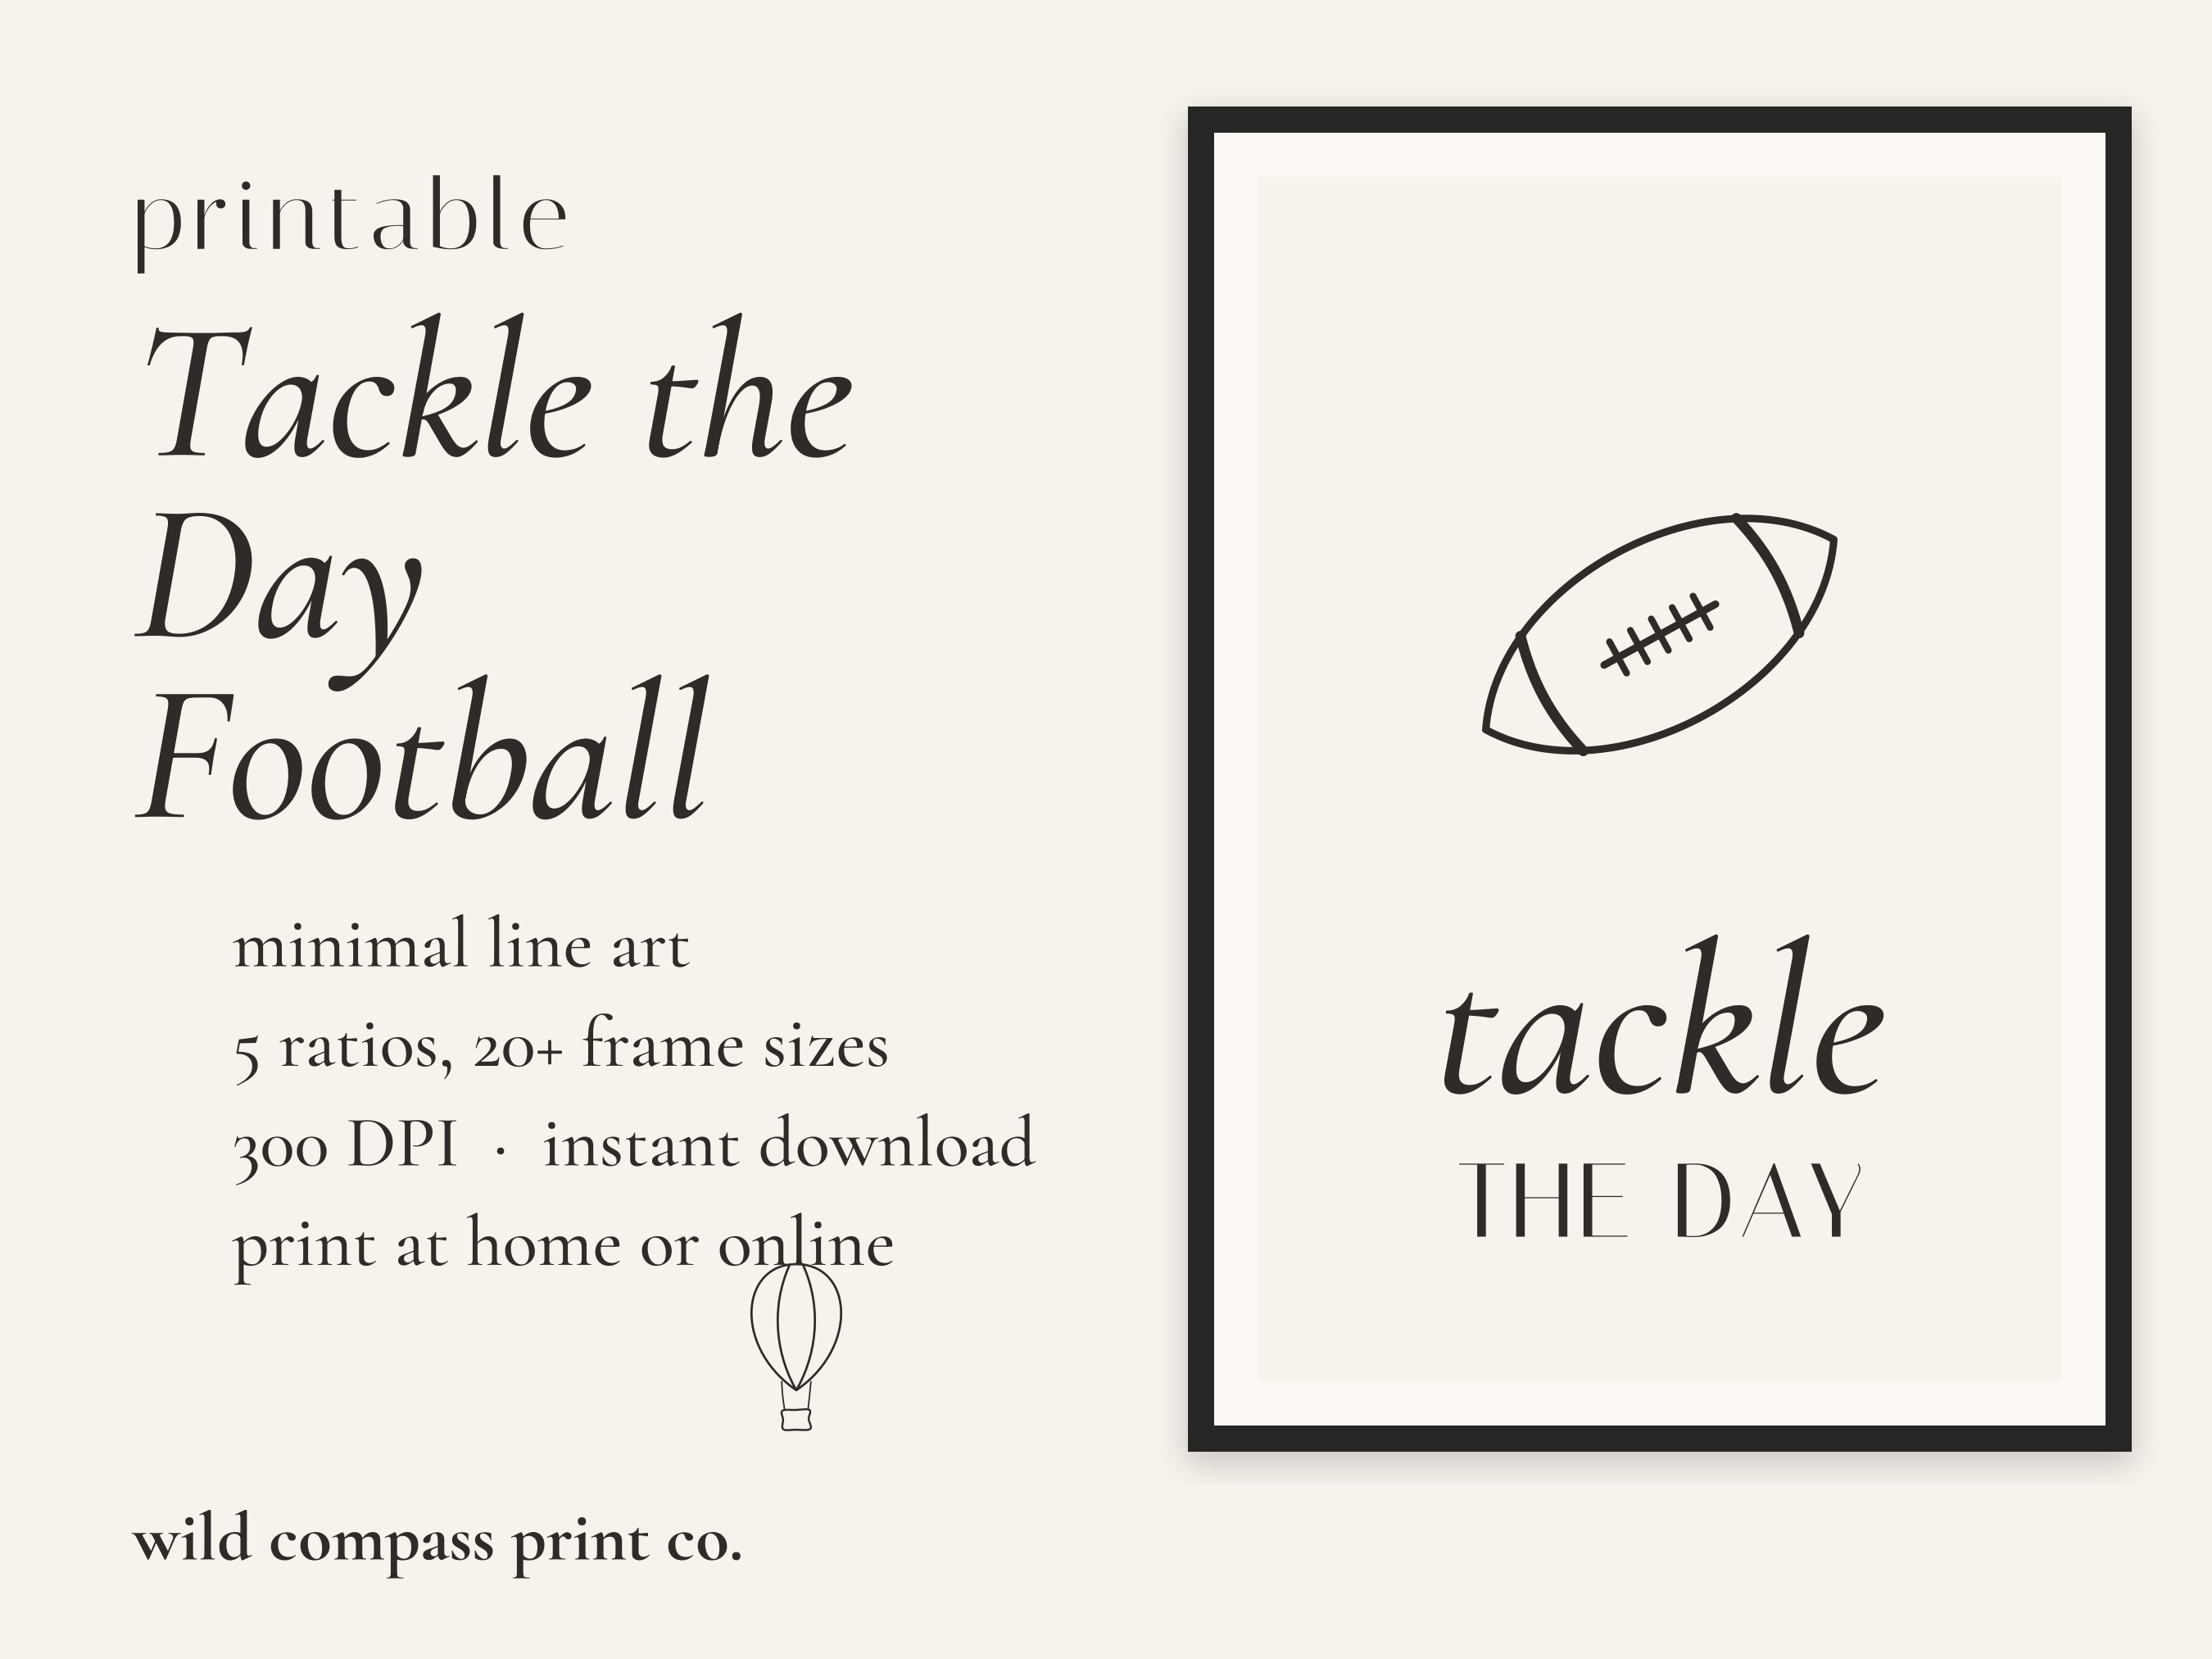 printable
Tackle the
Day
Football
minimal line art
5 ratios, 20+ frame sizes
300 DPI · instant download
print at home or online
wild compass print co.
tackle
THE DAY